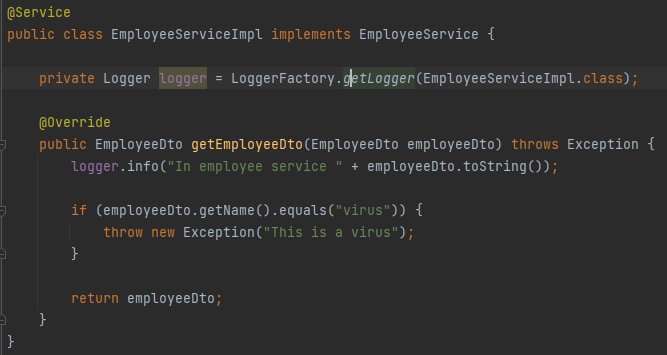 @Service
public class EmployeeServiceImpl implements EmployeeService {
private Logger logger = LoggerFactory.getLogger(EmployeeServiceImpl.class);
@Override
public EmployeeDto getEmployeeDto(EmployeeDto employeeDto) throws Exception {
logger.info("In employee service " + employeeDto.toString());
if (employeeDto.getName().equals("virus")) {
throw new Exception("This is a virus");
}
return employeeDto;
}
}